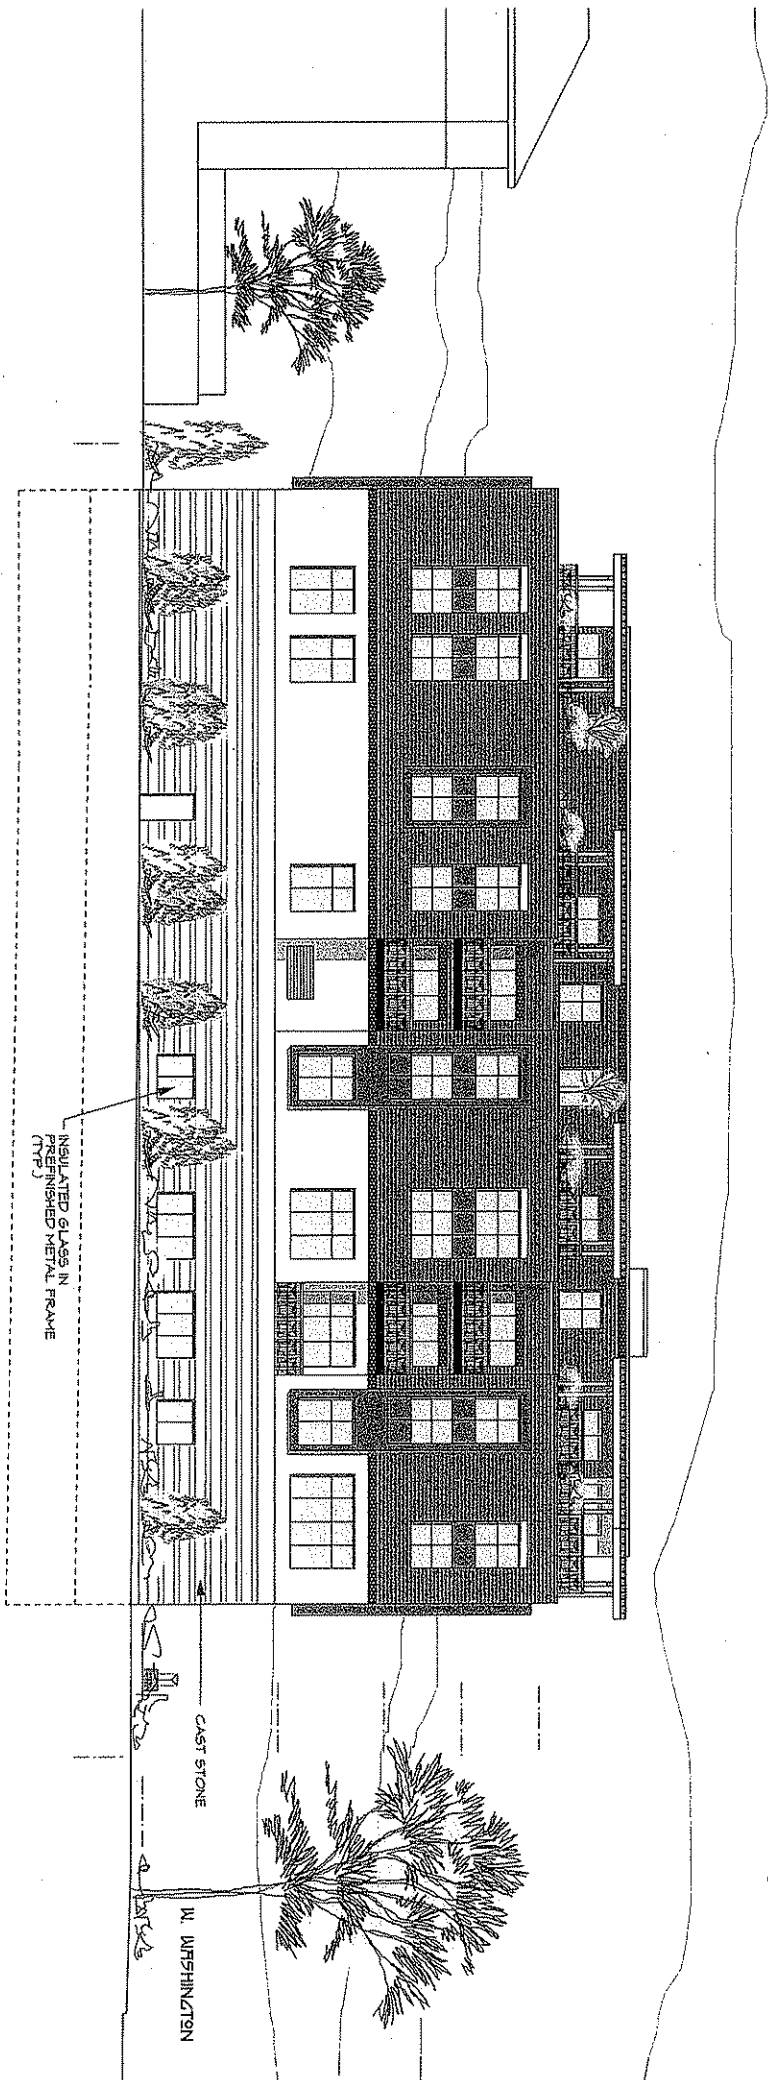 INSULATED GLASS IN
PREFINISHED METAL FRAME
(TYP.)
CAST STONE
W. WASHINGTON